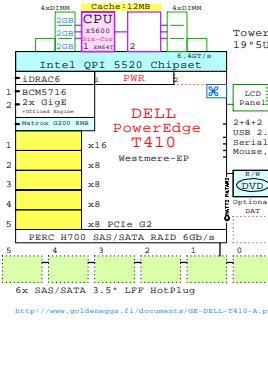 4xDIMM Cache:12MB 4xDIMM
2GB CPU
2GB X5600
Six-Cor
2GB 1 EM64T 2
Tower
19"5U
6.4GT/s
Intel QPI 5520 Chipset
iDRAC6 1 PWR 2
1 BCM5716
2 2x GigE
+Offload Engine
Matrox G200 8MB
⌘
LCD
Panel
DELL
PowerEdge
T410
Westmere-EP
2+4+2
USB 2.
Serial
Mouse,
1 x16
2 x8
3 x8
4 x8
5 x8 PCIe G2
R/W
DVD
Optiona
DAT
PERC H700 SAS/SATA RAID 6Gb/s
5 4 3 2 1 0
6x SAS/SATA 3.5" LFF HotPlug
http://www.goldeneggs.fi/documents/GE-DELL-T410-A.p